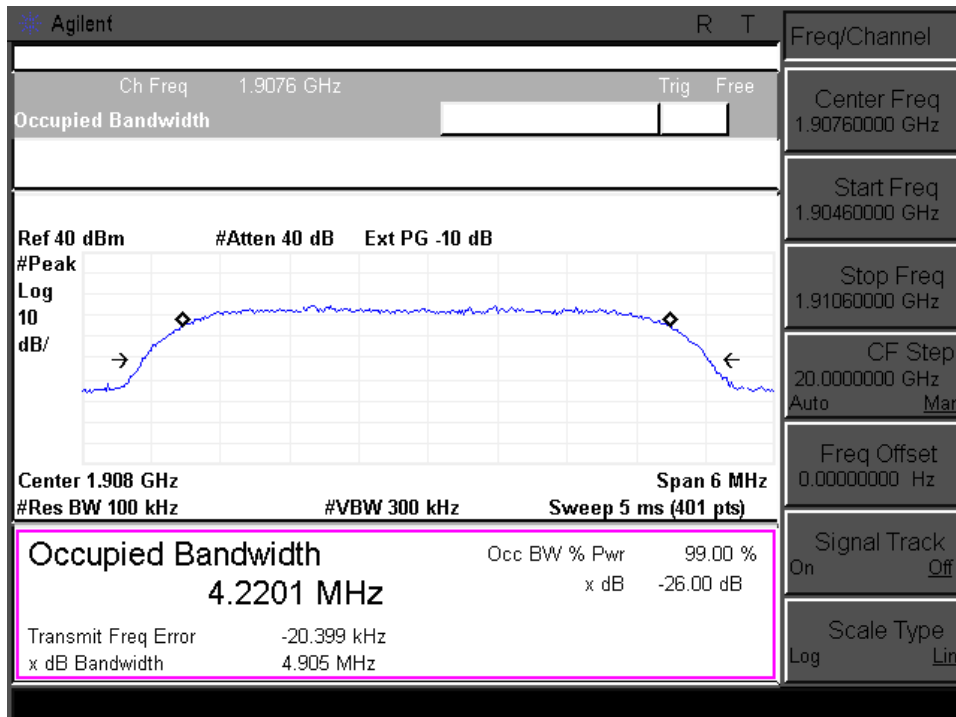 Agilent R T
Ch Freq 1.9076 GHz Trig Free
Occupied Bandwidth
Ref 40 dBm #Atten 40 dB Ext PG -10 dB
#Peak
Log
10
dB/
Center 1.908 GHz Span 6 MHz
#Res BW 100 kHz #VBW 300 kHz Sweep 5 ms (401 pts)
Occupied Bandwidth
4.2201 MHz
Occ BW % Pwr 99.00 %
x dB -26.00 dB
Transmit Freq Error -20.399 kHz
x dB Bandwidth 4.905 MHz
Freq/Channel
Center Freq
1.90760000 GHz
Start Freq
1.90460000 GHz
Stop Freq
1.91060000 GHz
CF Step
20.0000000 GHz
Auto Man
Freq Offset
0.00000000 Hz
Signal Track
On Off
Scale Type
Log Lin